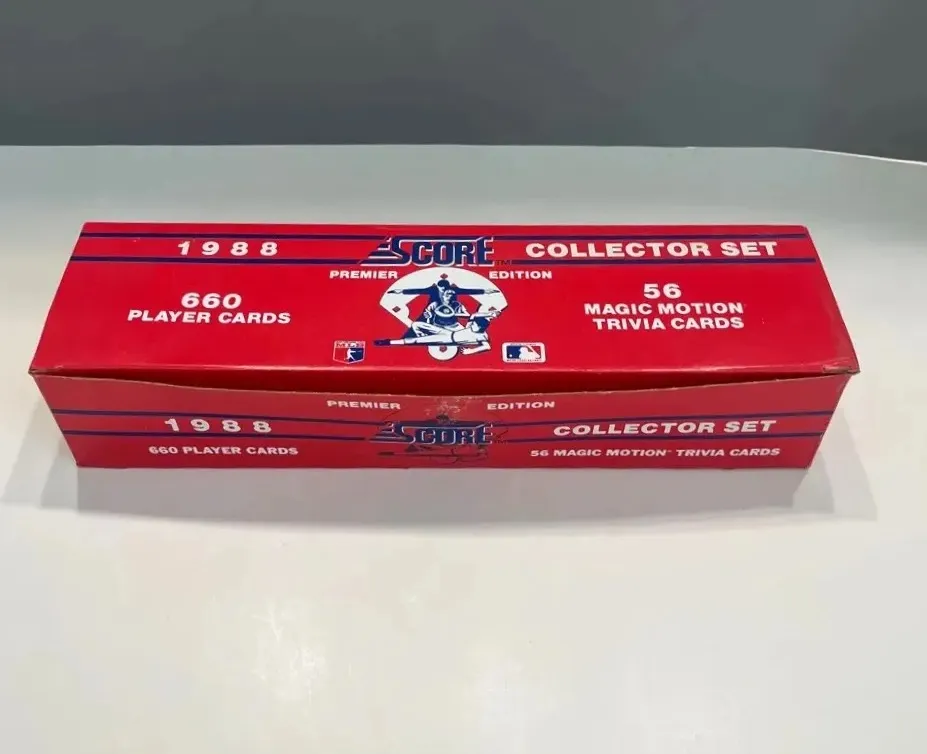 1988 SCORE™ COLLECTOR SET
PREMIER EDITION
660
PLAYER CARDS
56
MAGIC MOTION
TRIVIA CARDS
PREMIER EDITION
1988 SCORE COLLECTOR SET
660 PLAYER CARDS
56 MAGIC MOTION TRIVIA CARDS